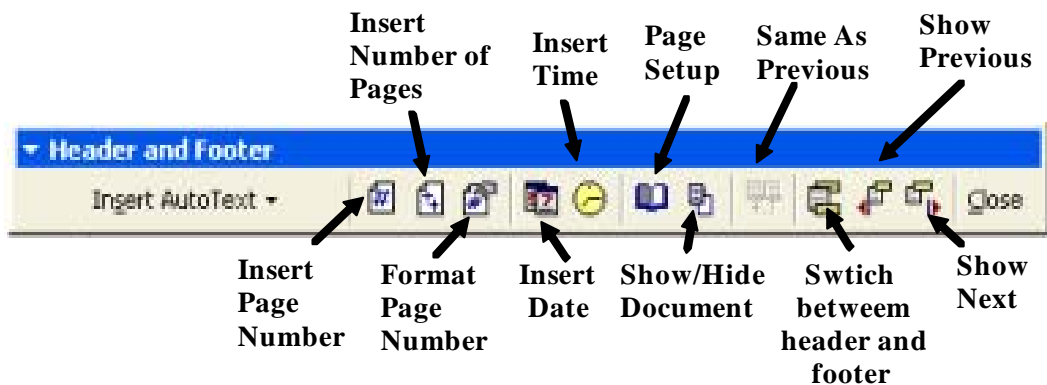 Insert
Number of
Pages
Insert
Time
Page
Setup
Same As
Previous
Show
Previous
Header and Footer
Insert AutoText
Close
Insert
Page
Number
Format
Page
Number
Insert
Date
Show/Hide
Document
Swtich
betweem
header and
footer
Show
Next